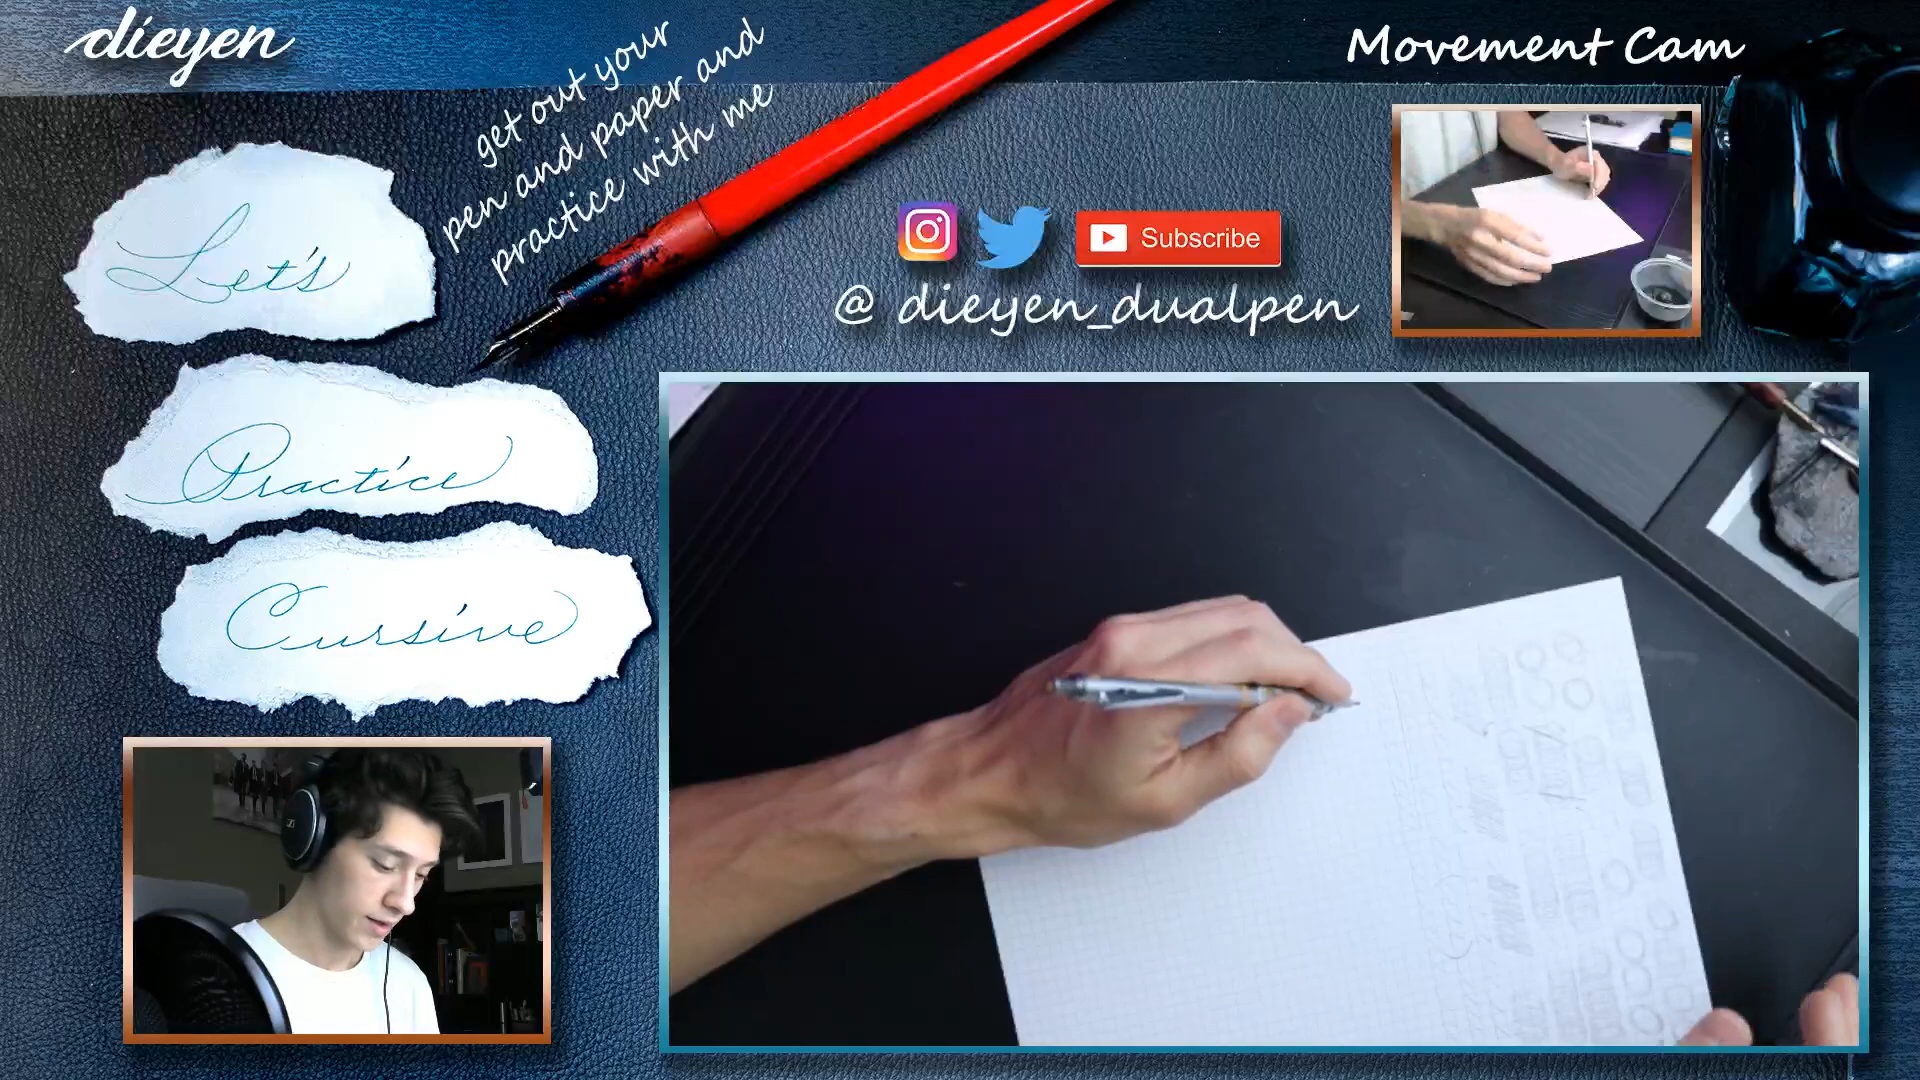 dieyen
get out your
pen and paper and
practice with me
Movement Cam
Let's
Practice
Cursive
Subscribe
@ dieyen_dualpen